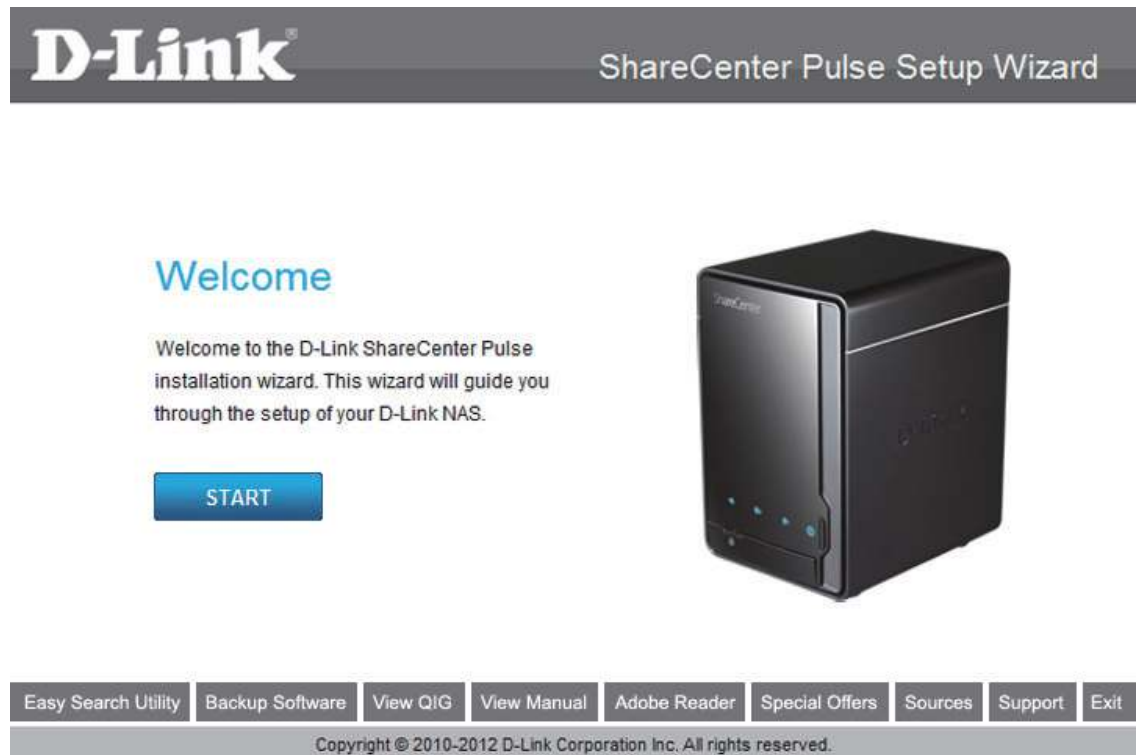 D-Link®
ShareCenter Pulse Setup Wizard
Welcome
Welcome to the D-Link ShareCenter Pulse
installation wizard. This wizard will guide you
through the setup of your D-Link NAS.
START
ShareCenter
Easy Search Utility Backup Software View QIG View Manual Adobe Reader Special Offers Sources Support Exit
Copyright © 2010-2012 D-Link Corporation Inc. All rights reserved.